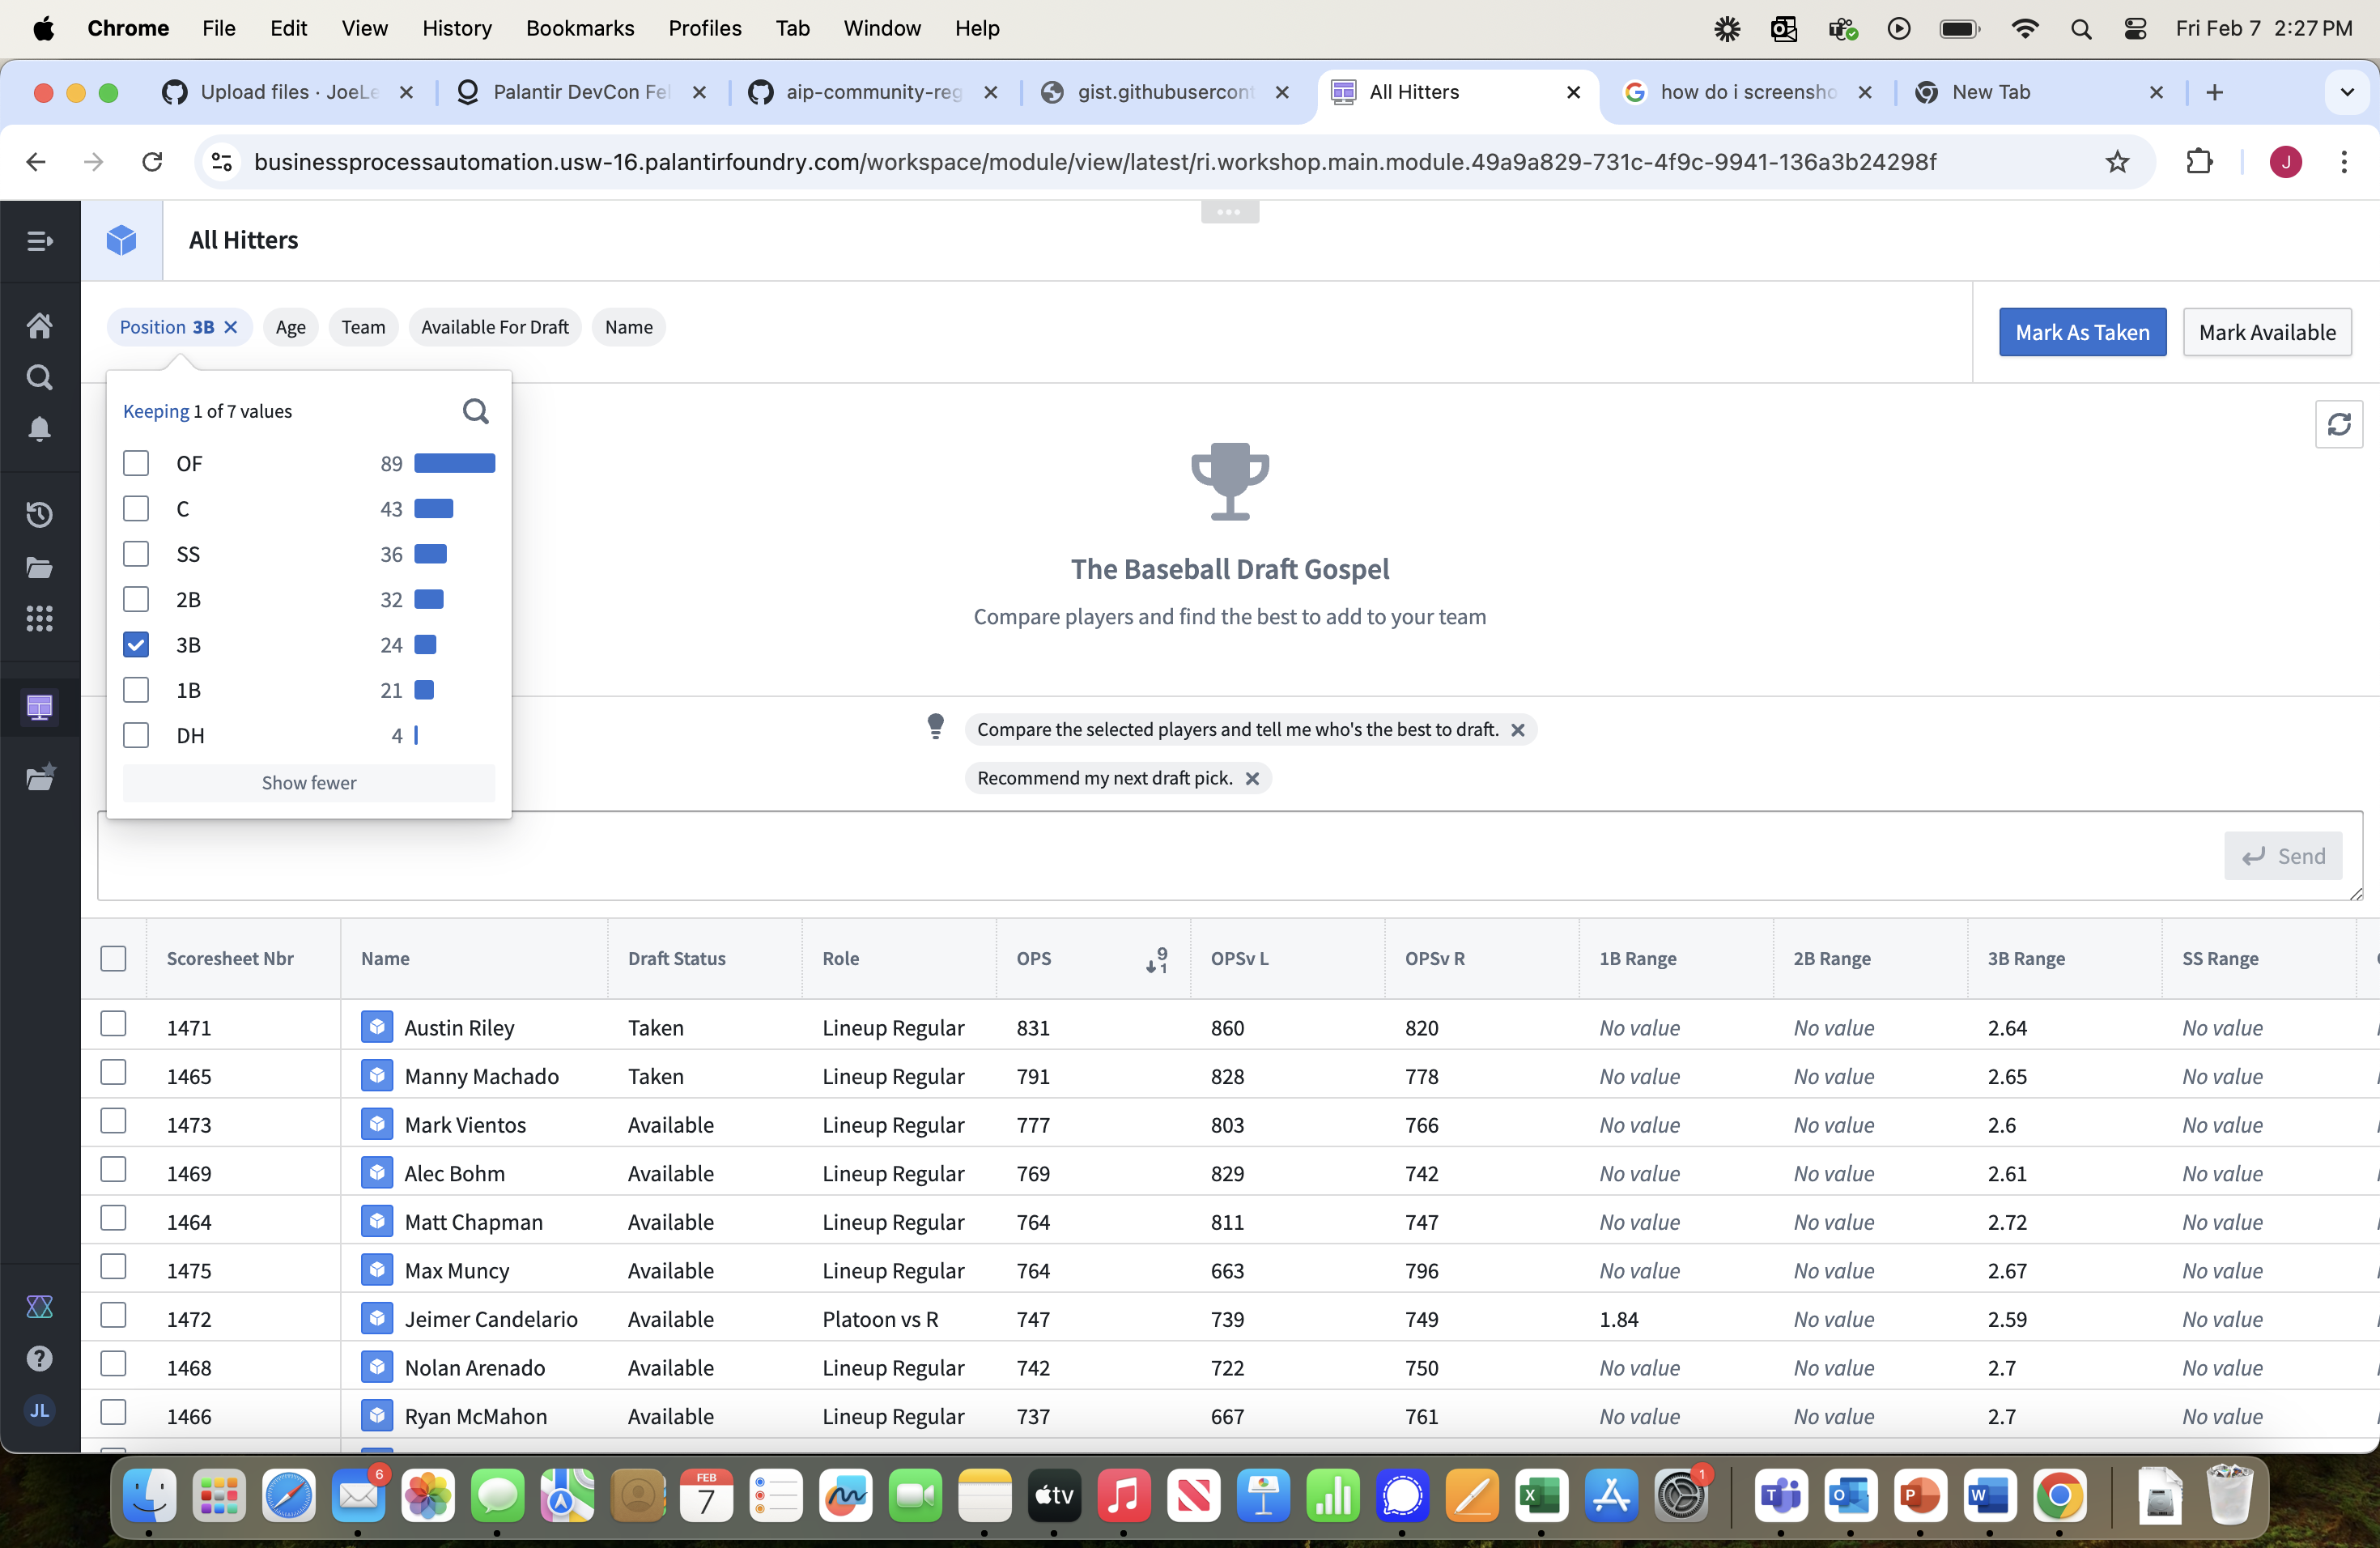 Chrome File Edit View History Bookmarks Profiles Tab Window Help Fri Feb 7 2:27 PM
Upload files · JoeLe Palantir DevCon Fel aip-community-reg gist.githubusercont All Hitters how do i screensho New Tab
businessprocessautomation.usw-16.palantirfoundry.com/workspace/module/view/latest/ri.workshop.main.module.49a9a829-731c-4f9c-9941-136a3b24298f J
All Hitters
Position 3B Age Team Available For Draft Name Mark As Taken Mark Available
Keeping 1 of 7 values
OF 89
C 43
SS 36
2B 32
3B 24
1B 21
DH 4
Show fewer
The Baseball Draft Gospel
Compare players and find the best to add to your team
Compare the selected players and tell me who's the best to draft.
Recommend my next draft pick.
Send
Scoresheet Nbr Name Draft Status Role OPS 9 1 OPSv L OPSv R 1B Range 2B Range 3B Range SS Range
1471 Austin Riley Taken Lineup Regular 831 860 820 No value No value 2.64 No value
1465 Manny Machado Taken Lineup Regular 791 828 778 No value No value 2.65 No value
1473 Mark Vientos Available Lineup Regular 777 803 766 No value No value 2.6 No value
1469 Alec Bohm Available Lineup Regular 769 829 742 No value No value 2.61 No value
1464 Matt Chapman Available Lineup Regular 764 811 747 No value No value 2.72 No value
1475 Max Muncy Available Lineup Regular 764 663 796 No value No value 2.67 No value
1472 Jeimer Candelario Available Platoon vs R 747 739 749 1.84 No value 2.59 No value
1468 Nolan Arenado Available Lineup Regular 742 722 750 No value No value 2.7 No value
1466 Ryan McMahon Available Lineup Regular 737 667 761 No value No value 2.7 No value
JL
6 FEB 7 tv X 1 T O P W